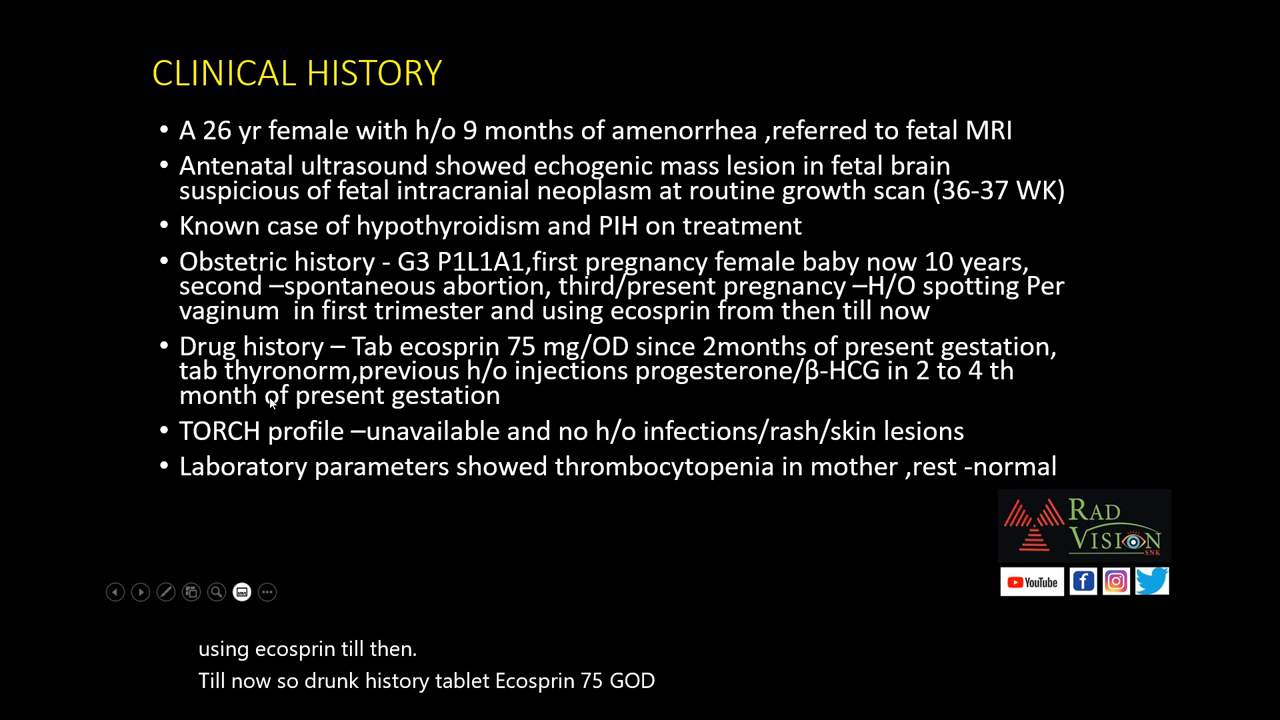 CLINICAL HISTORY
• A 26 yr female with h/o 9 months of amenorrhea ,referred to fetal MRI
• Antenatal ultrasound showed echogenic mass lesion in fetal brain
suspicious of fetal intracranial neoplasm at routine growth scan (36-37 WK)
• Known case of hypothyroidism and PIH on treatment
• Obstetric history - G3 P1L1A1,first pregnancy female baby now 10 years,
second –spontaneous abortion, third/present pregnancy –H/O spotting Per
vaginum in first trimester and using ecosprin from then till now
• Drug history – Tab ecosprin 75 mg/OD since 2months of present gestation,
tab thyronorm,previous h/o injections progesterone/β-HCG in 2 to 4 th
month of present gestation
• TORCH profile –unavailable and no h/o infections/rash/skin lesions
• Laboratory parameters showed thrombocytopenia in mother ,rest -normal
RAD
VISION
SNK
YouTube
using ecosprin till then.
Till now so drunk history tablet Ecosprin 75 GOD